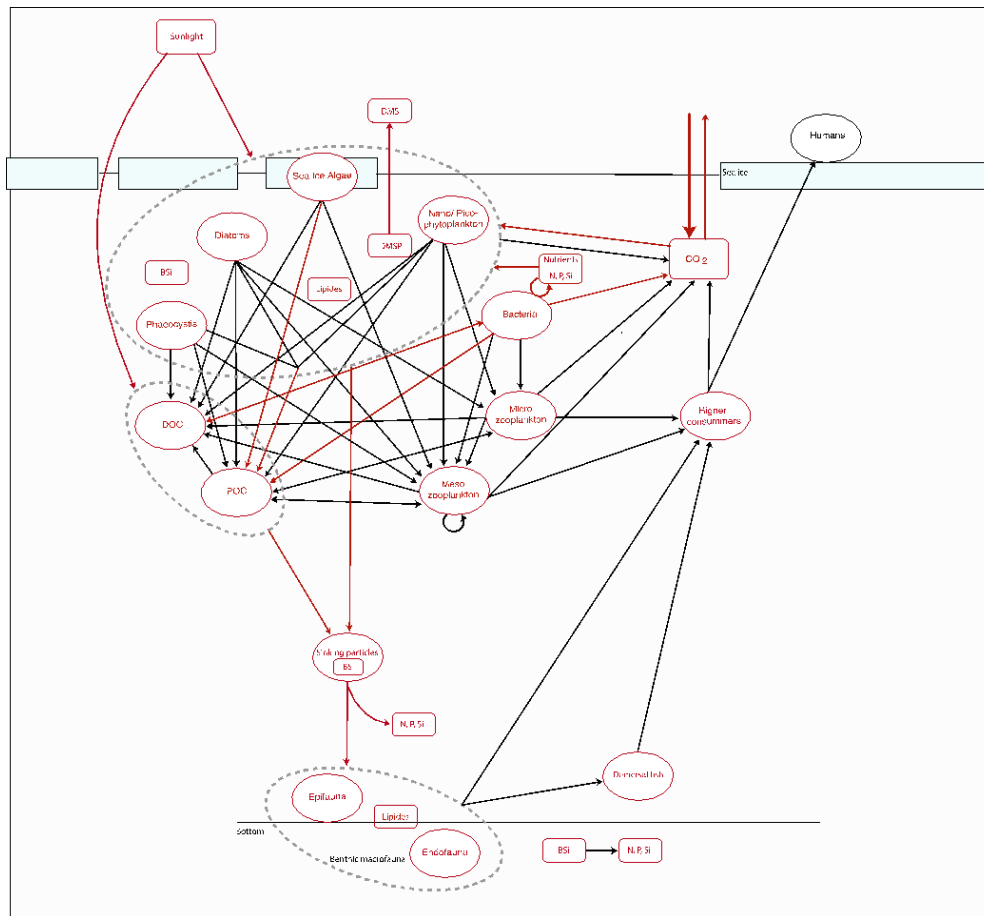 Sunlight
DMS
Humans
Sea ice
Sea Ice Algae
Nano/ Pico-
phytoplankton
Diatoms
DMSP
CO 2
Nutrients
N, P, Si
BSi
Lipides
Bacteria
Phaeocystis
DOC
Micro
zooplankton
Higner
consummars
Meso
zooplankton
POC
Sinking particles
BSi
N, P, Si
Demersal fish
Epifauna
Lipides
Bottom
Benthic macrofauna
Endofauna
BSi
N, P, Si